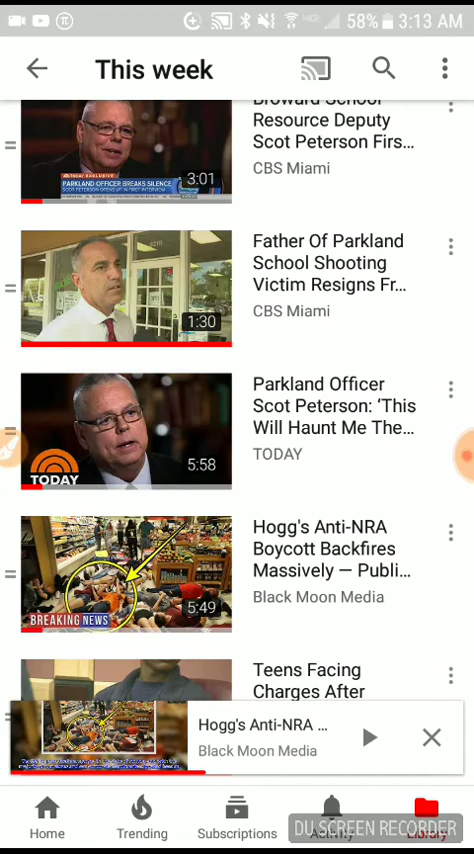 58% 3:13 AM
This week
Broward School
Resource Deputy
Scot Peterson Firs...
CBS Miami
TODAY EXCLUSIVE
PARKLAND OFFICER BREAKS SILENCE
3:01
Father Of Parkland
School Shooting
Victim Resigns Fr...
CBS Miami
1:30
Parkland Officer
Scot Peterson: ‘This
Will Haunt Me The...
TODAY
TODAY
5:58
Hogg's Anti-NRA
Boycott Backfires
Massively — Publi...
Black Moon Media
BREAKING NEWS
5:49
Teens Facing
Charges After
Hogg's Anti-NRA ...
Black Moon Media
Home
Trending
Subscriptions
Activity
Library
DU SCREEN RECORDER